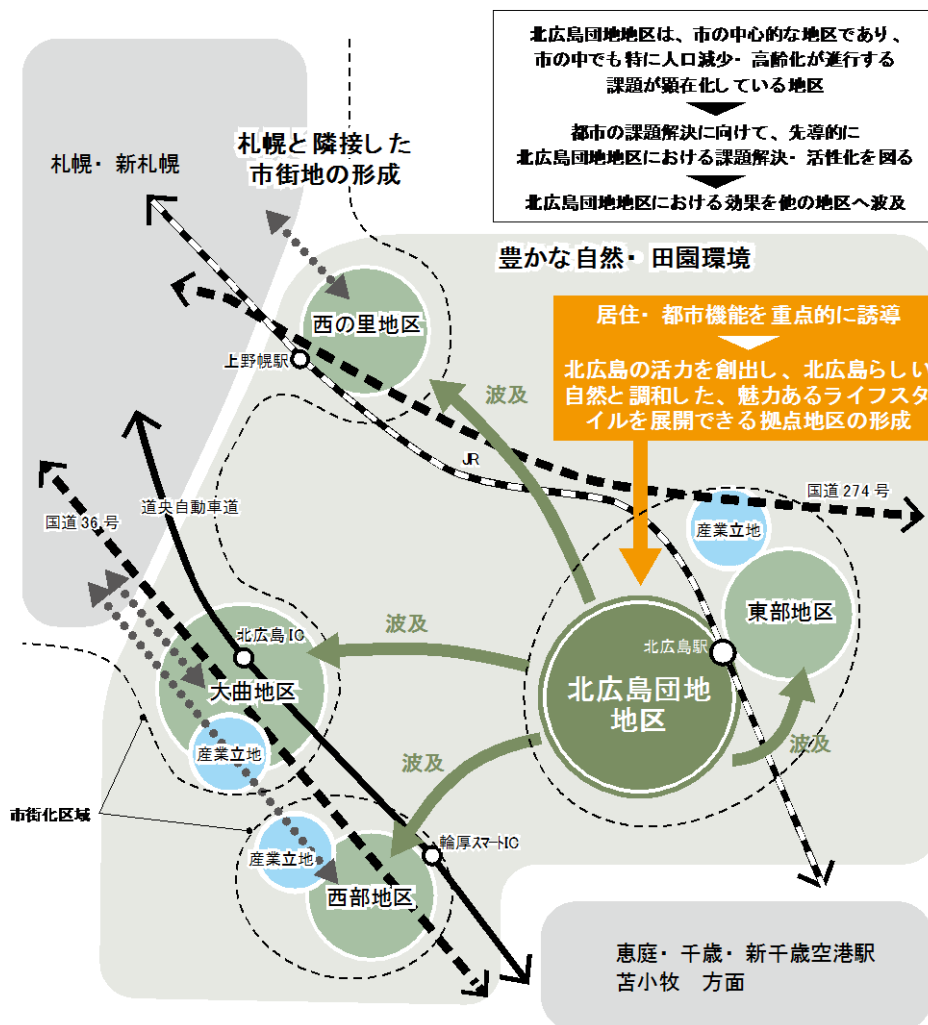 北広島団地地区は、市の中心的な地区であり、
市の中でも特に人口減少・高齢化が進行する
課題が顕在化している地区
都市の課題解決に向けて、先導的に
北広島団地地区における課題解決・活性化を図る
北広島団地地区における効果を他の地区へ波及
札幌と隣接した
市街地の形成
札幌・新札幌
豊かな自然・田園環境
居住・都市機能を重点的に誘導
北広島の活力を創出し、北広島らしい
自然と調和した、魅力あるライフスタ
イルを展開できる拠点地区の形成
西の里地区
上野幌駅
波及
JR
国道274号
道央自動車道
国道36号
産業立地
東部地区
北広島IC
波及
北広島駅
大曲地区
北広島団地
地区
産業立地
波及
波及
市街化区域
輪厚スマートIC
産業立地
西部地区
恵庭・千歳・新千歳空港駅
苫小牧 方面